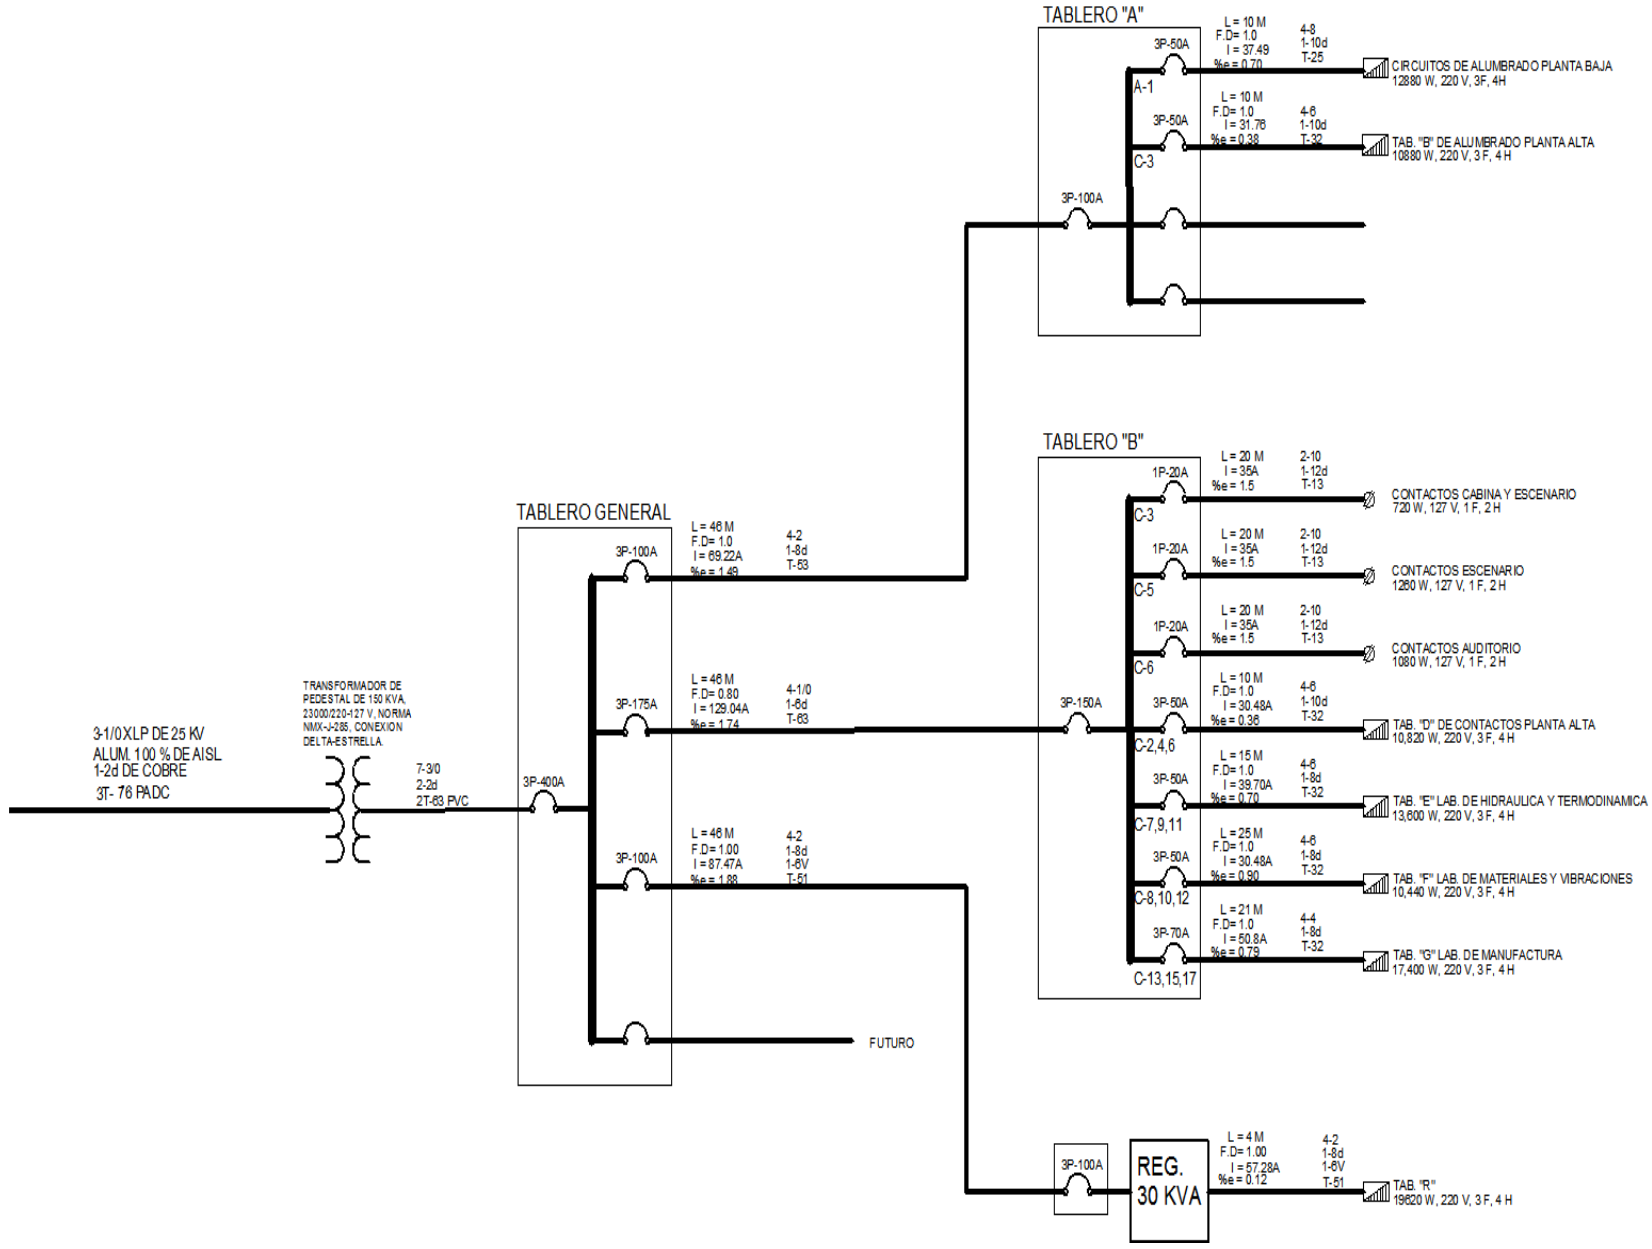 TABLERO "A"
3P-50A
L = 10 M
F.D= 1.0
I = 37.49
%e = 0.70
4-8
1-10d
T-25
A-1
CIRCUITOS DE ALUMBRADO PLANTA BAJA
12880 W, 220 V, 3F, 4H
3P-50A
L = 10 M
F.D= 1.0
I = 31.76
%e = 0.38
4-6
1-10d
T-32
C-3
TAB. "B" DE ALUMBRADO PLANTA ALTA
10880 W, 220 V, 3 F, 4 H
3P-100A
TABLERO "B"
1P-20A
L = 20 M
I = 35A
%e = 1.5
2-10
1-12d
T-13
C-3
CONTACTOS CABINA Y ESCENARIO
720 W, 127 V, 1 F, 2 H
1P-20A
L = 20 M
I = 35A
%e = 1.5
2-10
1-12d
T-13
C-5
CONTACTOS ESCENARIO
1260 W, 127 V, 1 F, 2 H
1P-20A
L = 20 M
I = 35A
%e = 1.5
2-10
1-12d
T-13
C-6
CONTACTOS AUDITORIO
1080 W, 127 V, 1 F, 2 H
3P-150A
3P-50A
L = 10 M
F.D= 1.0
I = 30.48A
%e = 0.36
4-6
1-10d
T-32
C-2,4,6
TAB. "D" DE CONTACTOS PLANTA ALTA
10,820 W, 220 V, 3 F, 4 H
3P-50A
L = 15 M
F.D= 1.0
I = 39.70A
%e = 0.70
4-6
1-8d
T-32
C-7,9,11
TAB. "E" LAB. DE HIDRAULICA Y TERMODINAMICA
13,600 W, 220 V, 3 F, 4 H
3P-50A
L = 25 M
F.D= 1.0
I = 30.48A
%e = 0.90
4-6
1-8d
T-32
C-8,10,12
TAB. "F" LAB. DE MATERIALES Y VIBRACIONES
10,440 W, 220 V, 3 F, 4 H
3P-70A
L = 21 M
F.D= 1.0
I = 50.8A
%e = 0.79
4-4
1-8d
T-32
C-13,15,17
TAB. "G" LAB. DE MANUFACTURA
17,400 W, 220 V, 3 F, 4 H
TABLERO GENERAL
3P-100A
L = 46 M
F.D= 1.0
I = 69.22A
%e = 1.49
4-2
1-8d
T-53
3P-175A
L = 46 M
F.D= 0.80
I = 129.04A
%e = 1.74
4-1/0
1-6d
T-63
3P-400A
3P-100A
L = 46 M
F.D= 1.00
I = 87.47A
%e = 1.88
4-2
1-8d
1-6V
T-51
FUTURO
TRANSFORMADOR DE
PEDESTAL DE 150 KVA,
23000/220-127 V, NORMA
NMX-J-285, CONEXION
DELTA-ESTRELLA.
3-1/0 XLP DE 25 KV
ALUM. 100 % DE AISL
1-2d DE COBRE
3T- 76 PADC
7-3/0
2-2d
2T-63 PVC
3P-100A
REG.
30 KVA
L = 4 M
F.D= 1.00
I = 57.28A
%e = 0.12
4-2
1-8d
1-6V
T-51
TAB. "R"
19620 W, 220 V, 3 F, 4 H